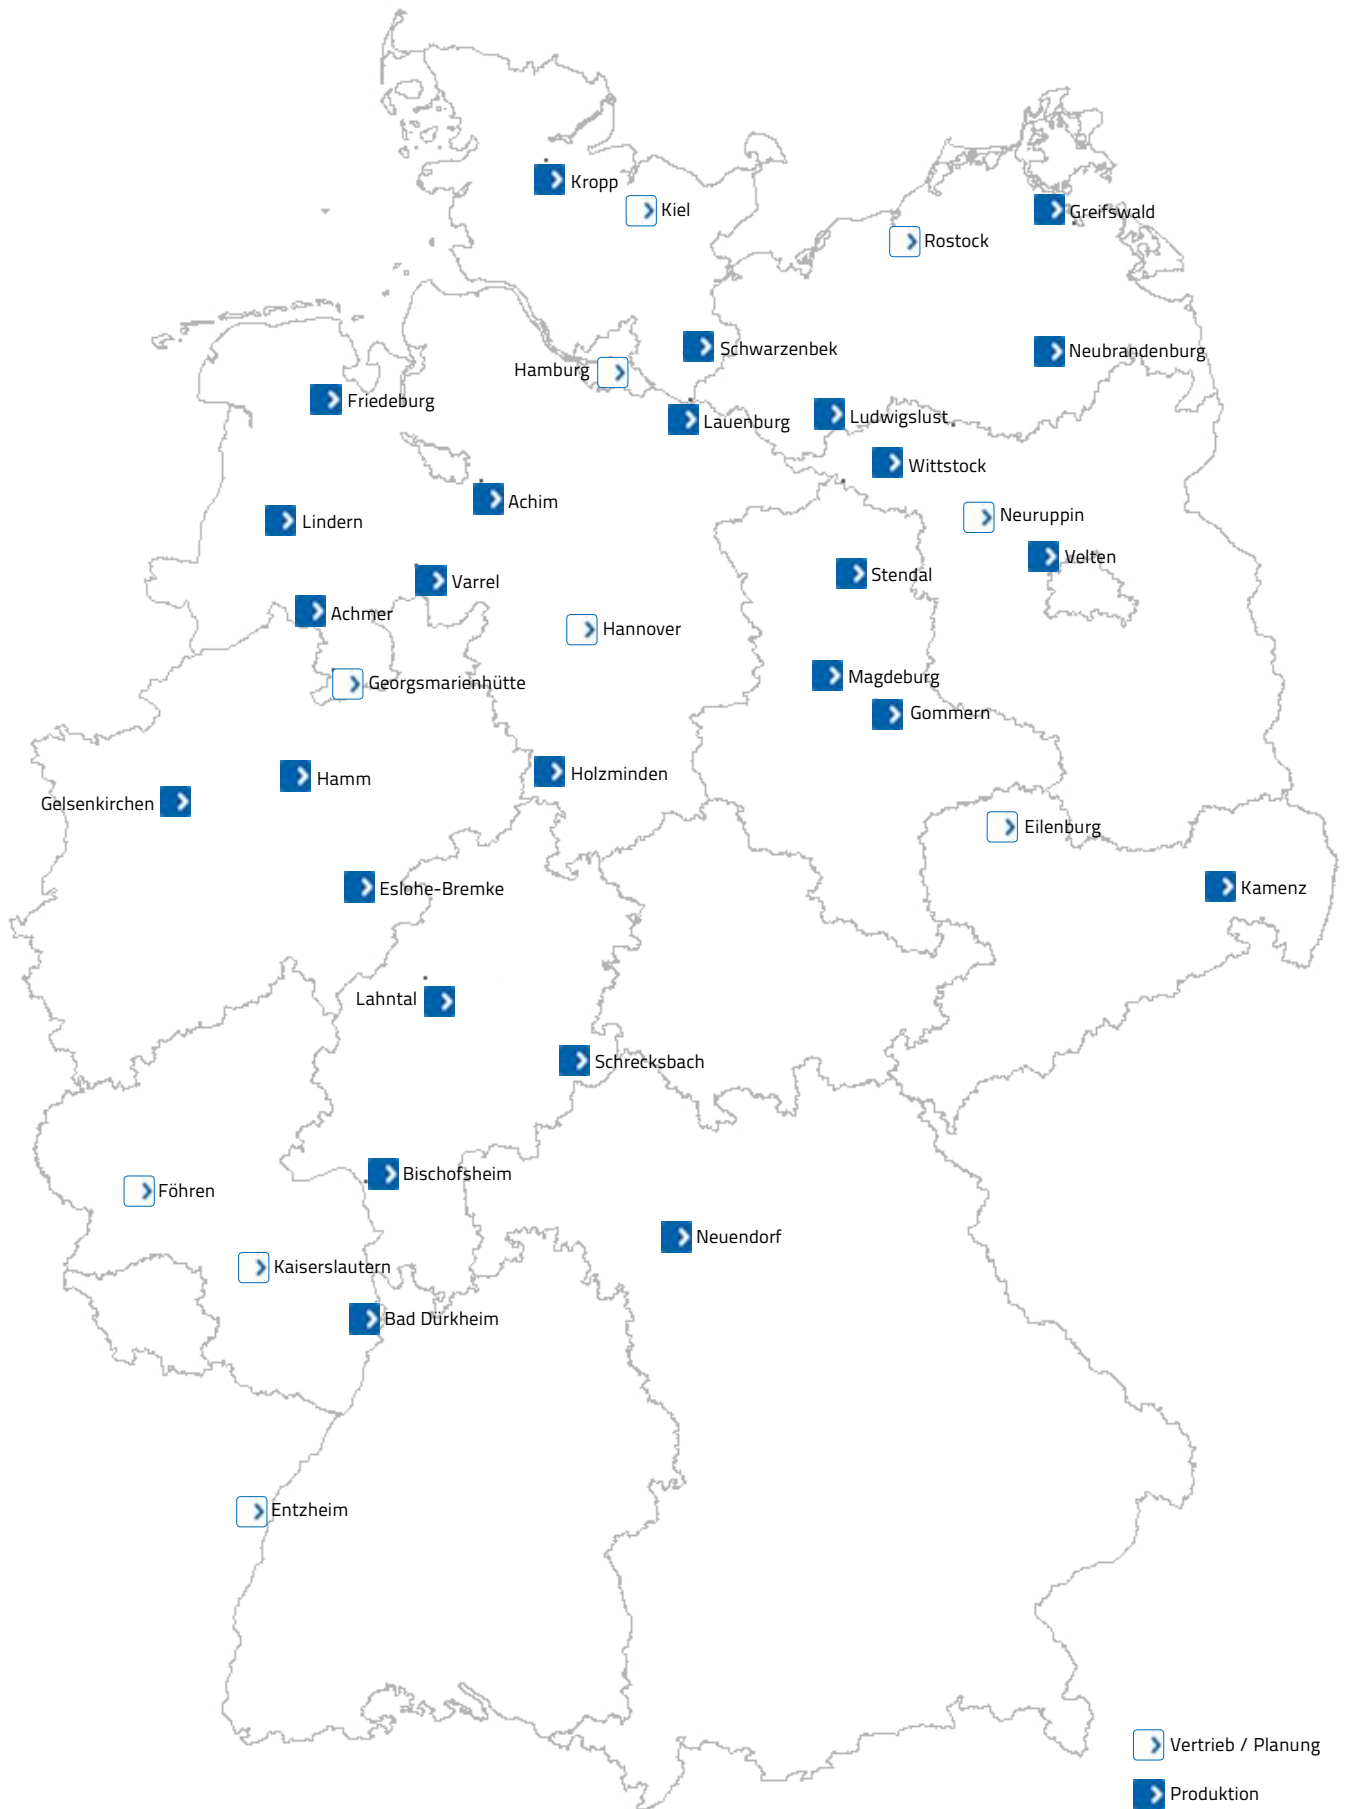 Kropp
Kiel
Greifswald
Rostock
Schwarzenbek
Neubrandenburg
Hamburg
Friedeburg
Lauenburg
Ludwigslust
Wittstock
Achim
Neuruppin
Lindern
Velten
Stendal
Varrel
Achmer
Hannover
Georgsmarienhütte
Magdeburg
Gommern
Holzminden
Hamm
Gelsenkirchen
Eilenburg
Eslohe-Bremke
Kamenz
Lahntal
Schrecksbach
Bischofsheim
Föhren
Neuendorf
Kaiserslautern
Bad Dürkheim
Entzheim
Vertrieb / Planung
Produktion